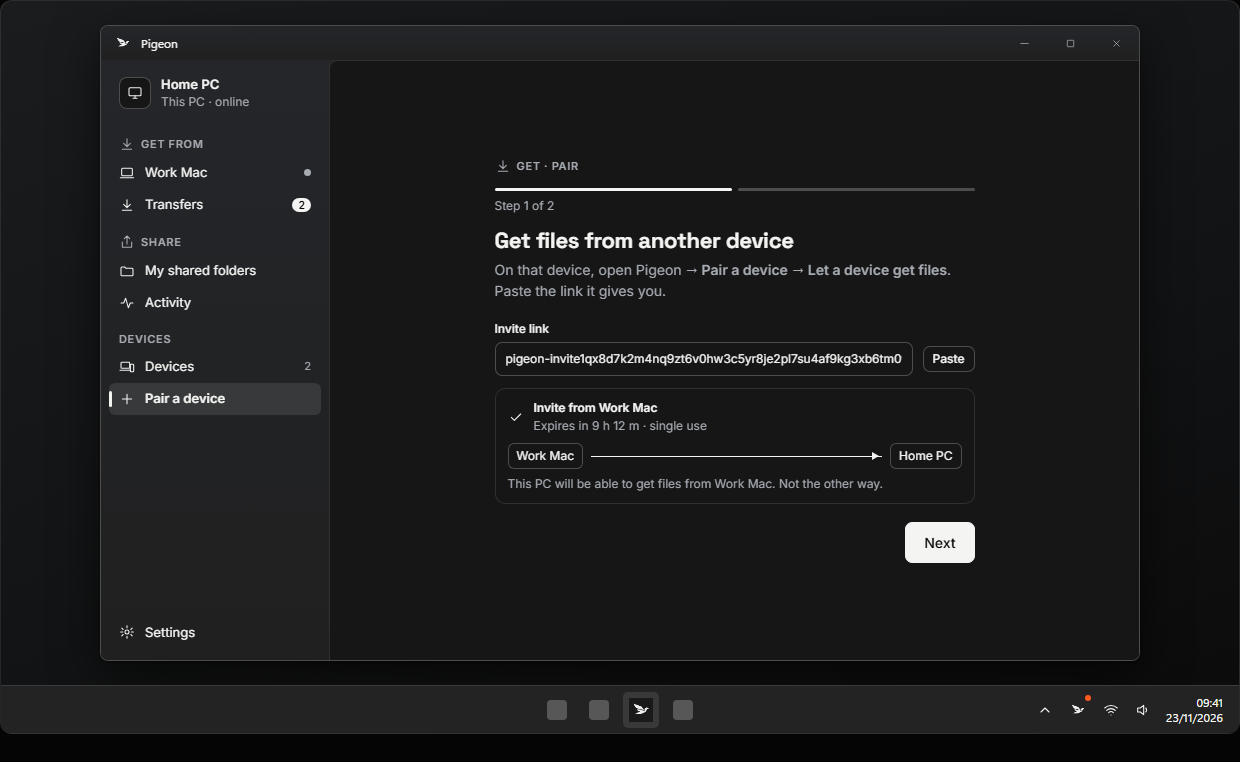 Pigeon
Home PC
This PC · online
GET FROM
Work Mac
Transfers 2
SHARE
My shared folders
Activity
DEVICES
Devices 2
Pair a device
Settings
GET · PAIR
Step 1 of 2
Get files from another device
On that device, open Pigeon → Pair a device → Let a device get files.
Paste the link it gives you.
Invite link
pigeon-invite1qx8d7k2m4nq9zt6v0hw3c5yr8je2pl7su4af9kg3xb6tm0
Paste
Invite from Work Mac
Expires in 9 h 12 m · single use
Work Mac Home PC
This PC will be able to get files from Work Mac. Not the other way.
Next
09:41
23/11/2026